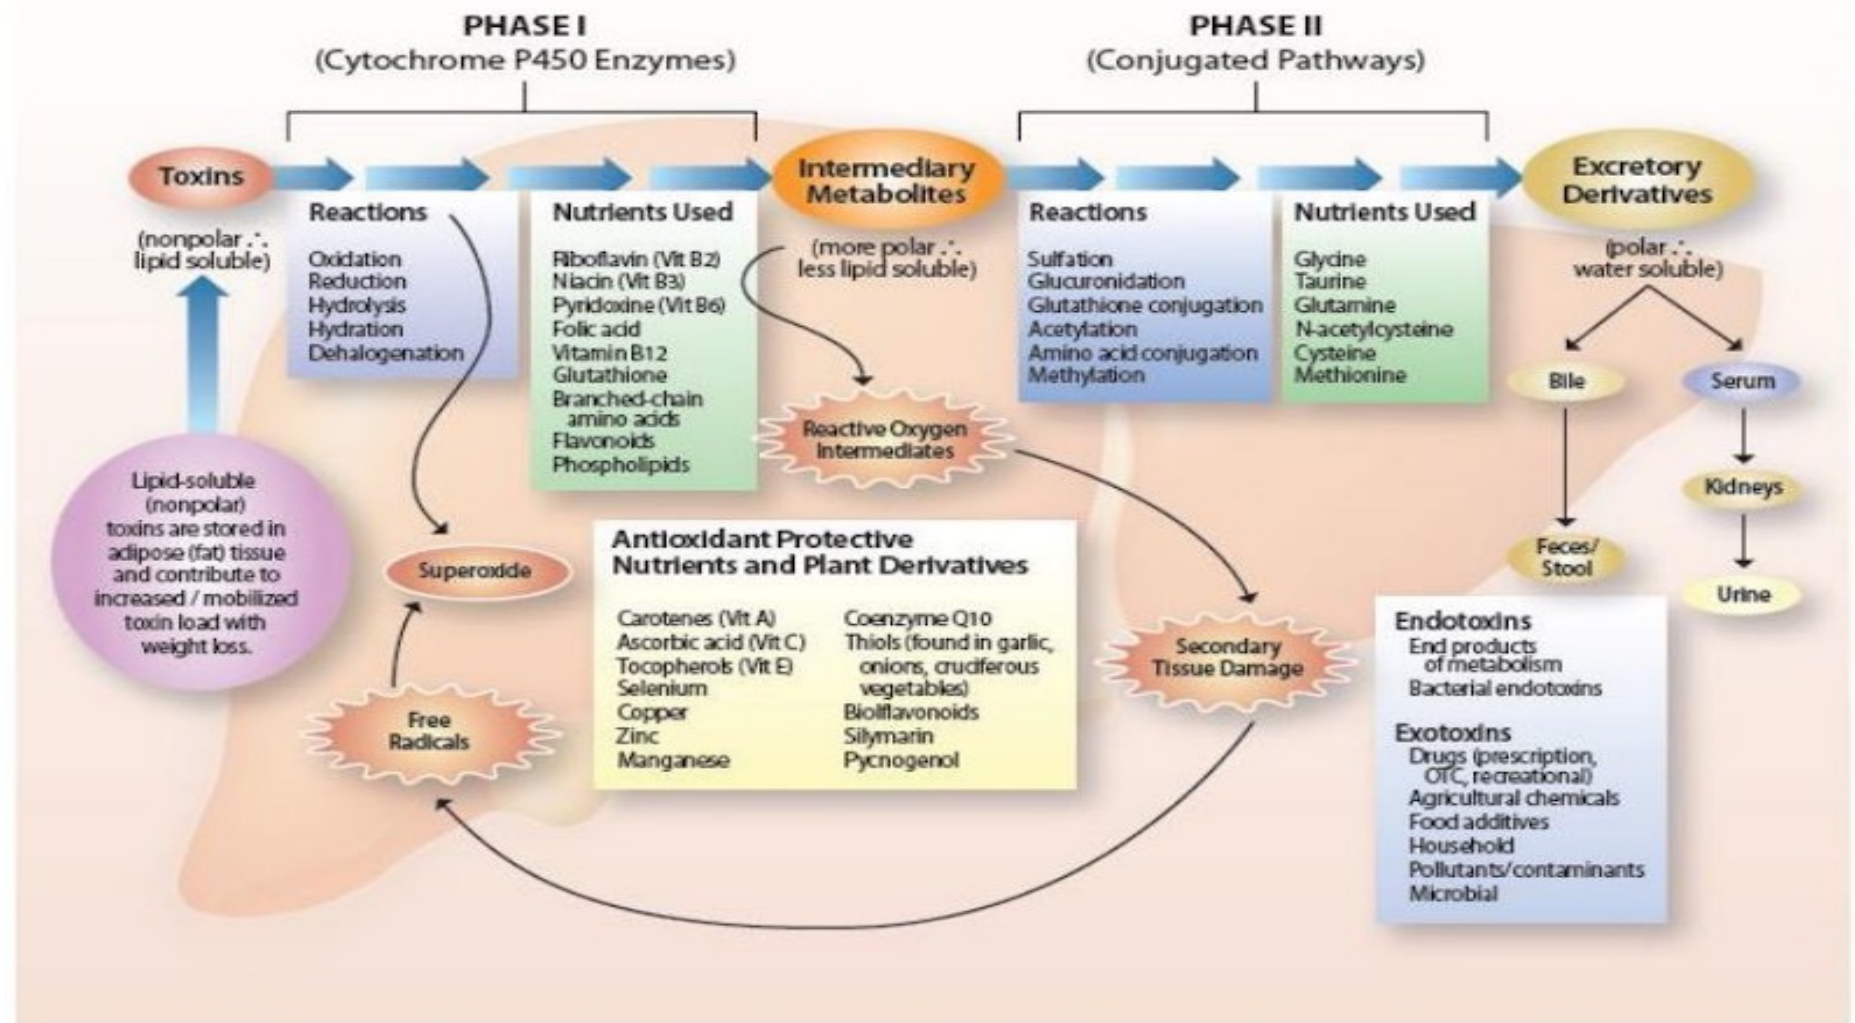 PHASE I
(Cytochrome P450 Enzymes)
PHASE II
(Conjugated Pathways)
Toxins
(nonpolar ∴
lipid soluble)
Reactions
Oxidation
Reduction
Hydrolysis
Hydration
Dehalogenation
Nutrients Used
Riboflavin (Vit B2)
Niacin (Vit B3)
Pyridoxine (Vit B6)
Folic acid
Vitamin B12
Glutathione
Branched-chain
amino acids
Flavonoids
Phospholipids
Intermediary
Metabolites
(more polar ∴
less lipid soluble)
Reactions
Sulfation
Glucuronidation
Glutathione conjugation
Acetylation
Amino acid conjugation
Methylation
Nutrients Used
Glycine
Taurine
Glutamine
N-acetylcysteine
Cysteine
Methionine
Excretory
Derivatives
(polar ∴
water soluble)
Bile
Serum
Kidneys
Feces/
Stool
Urine
Reactive Oxygen
Intermediates
Lipid-soluble
(nonpolar)
toxins are stored in
adipose (fat) tissue
and contribute to
increased / mobilized
toxin load with
weight loss.
Superoxide
Free
Radicals
Antioxidant Protective
Nutrients and Plant Derivatives
Carotenes (Vit A)
Ascorbic acid (Vit C)
Tocopherols (Vit E)
Selenium
Copper
Zinc
Manganese
Coenzyme Q10
Thiols (found in garlic,
onions, cruciferous
vegetables)
Biolflavonoids
Silymarin
Pycnogenol
Secondary
Tissue Damage
Endotoxins
End products
of metabolism
Bacterial endotoxins
Exotoxins
Drugs (prescription,
OTC, recreational)
Agricultural chemicals
Food additives
Household
Pollutants/contaminants
Microbial